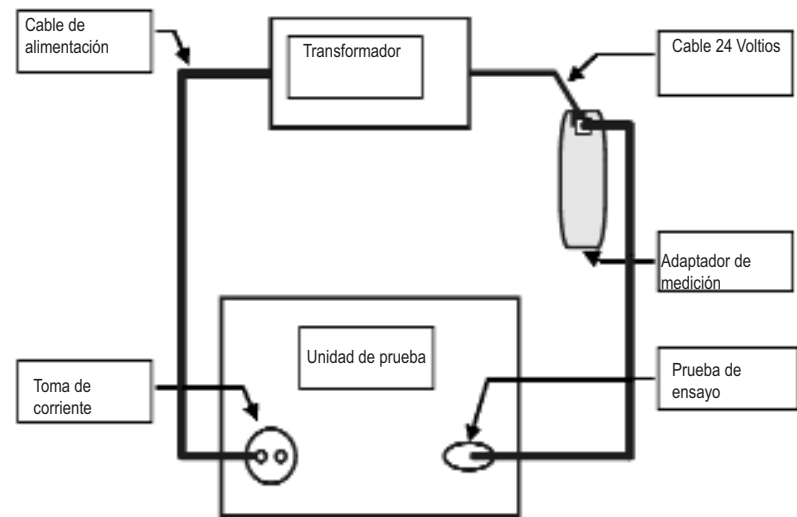 Cable de
alimentación
Transformador
Cable 24 Voltios
Adaptador de
medición
Unidad de prueba
Toma de
corriente
Prueba de
ensayo